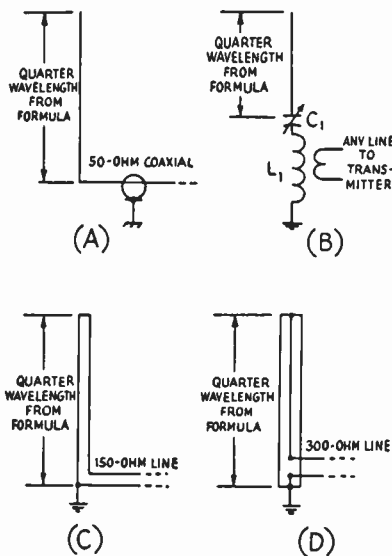 QUARTER
WAVELENGTH
FROM
FORMULA
50-OHM COAXIAL
(A)
QUARTER
WAVELENGTH
FROM
FORMULA
C1
L1
ANY LINE
TO
TRANS-
MITTER
(B)
QUARTER
WAVELENGTH
FROM
FORMULA
150-OHM LINE
(C)
QUARTER
WAVELENGTH
FROM
FORMULA
300-OHM LINE
(D)